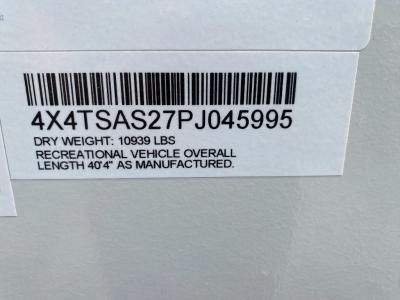 4X4TSAS27PJ045995
DRY WEIGHT: 10939 LBS
RECREATIONAL VEHICLE OVERALL
LENGTH 40'4" AS MANUFACTURED.